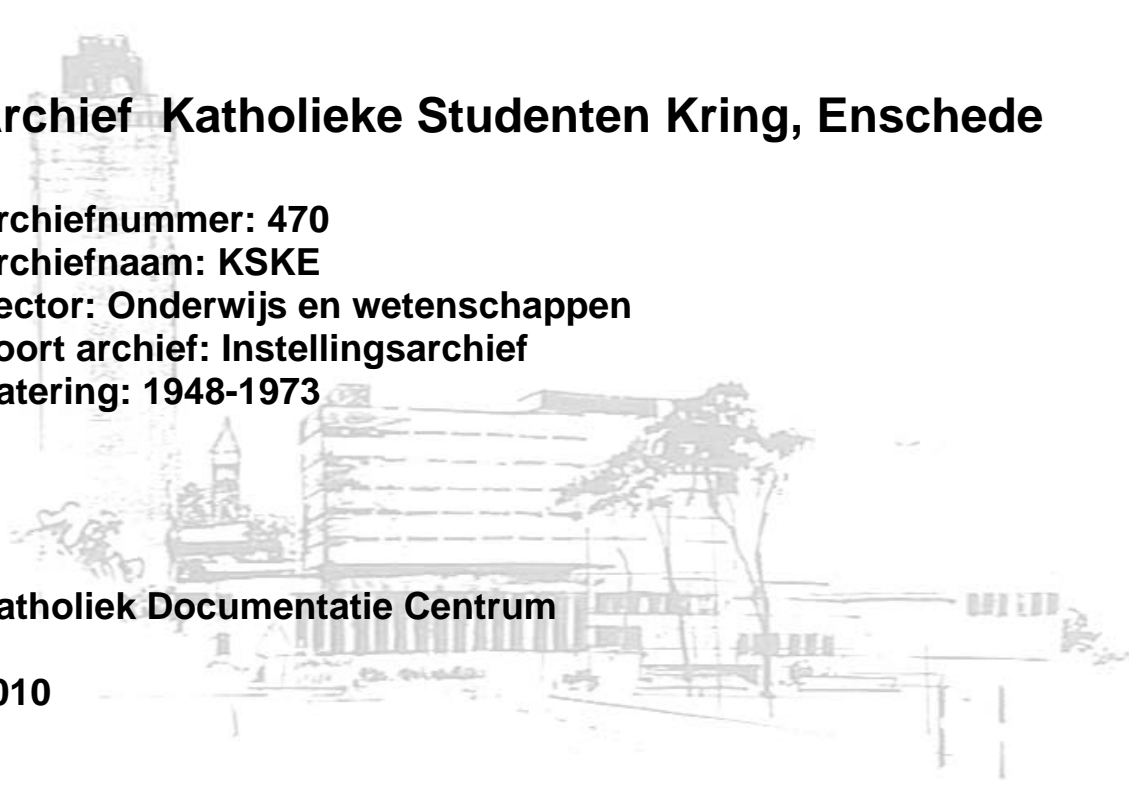 rchief Katholieke Studenten Kring, Enschede
rchiefnummer: 470
rchiefnaam: KSKE
ector: Onderwijs en wetenschappen
oort archief: Instellingsarchief
atering: 1948-1973
atholiek Documentatie Centrum
010